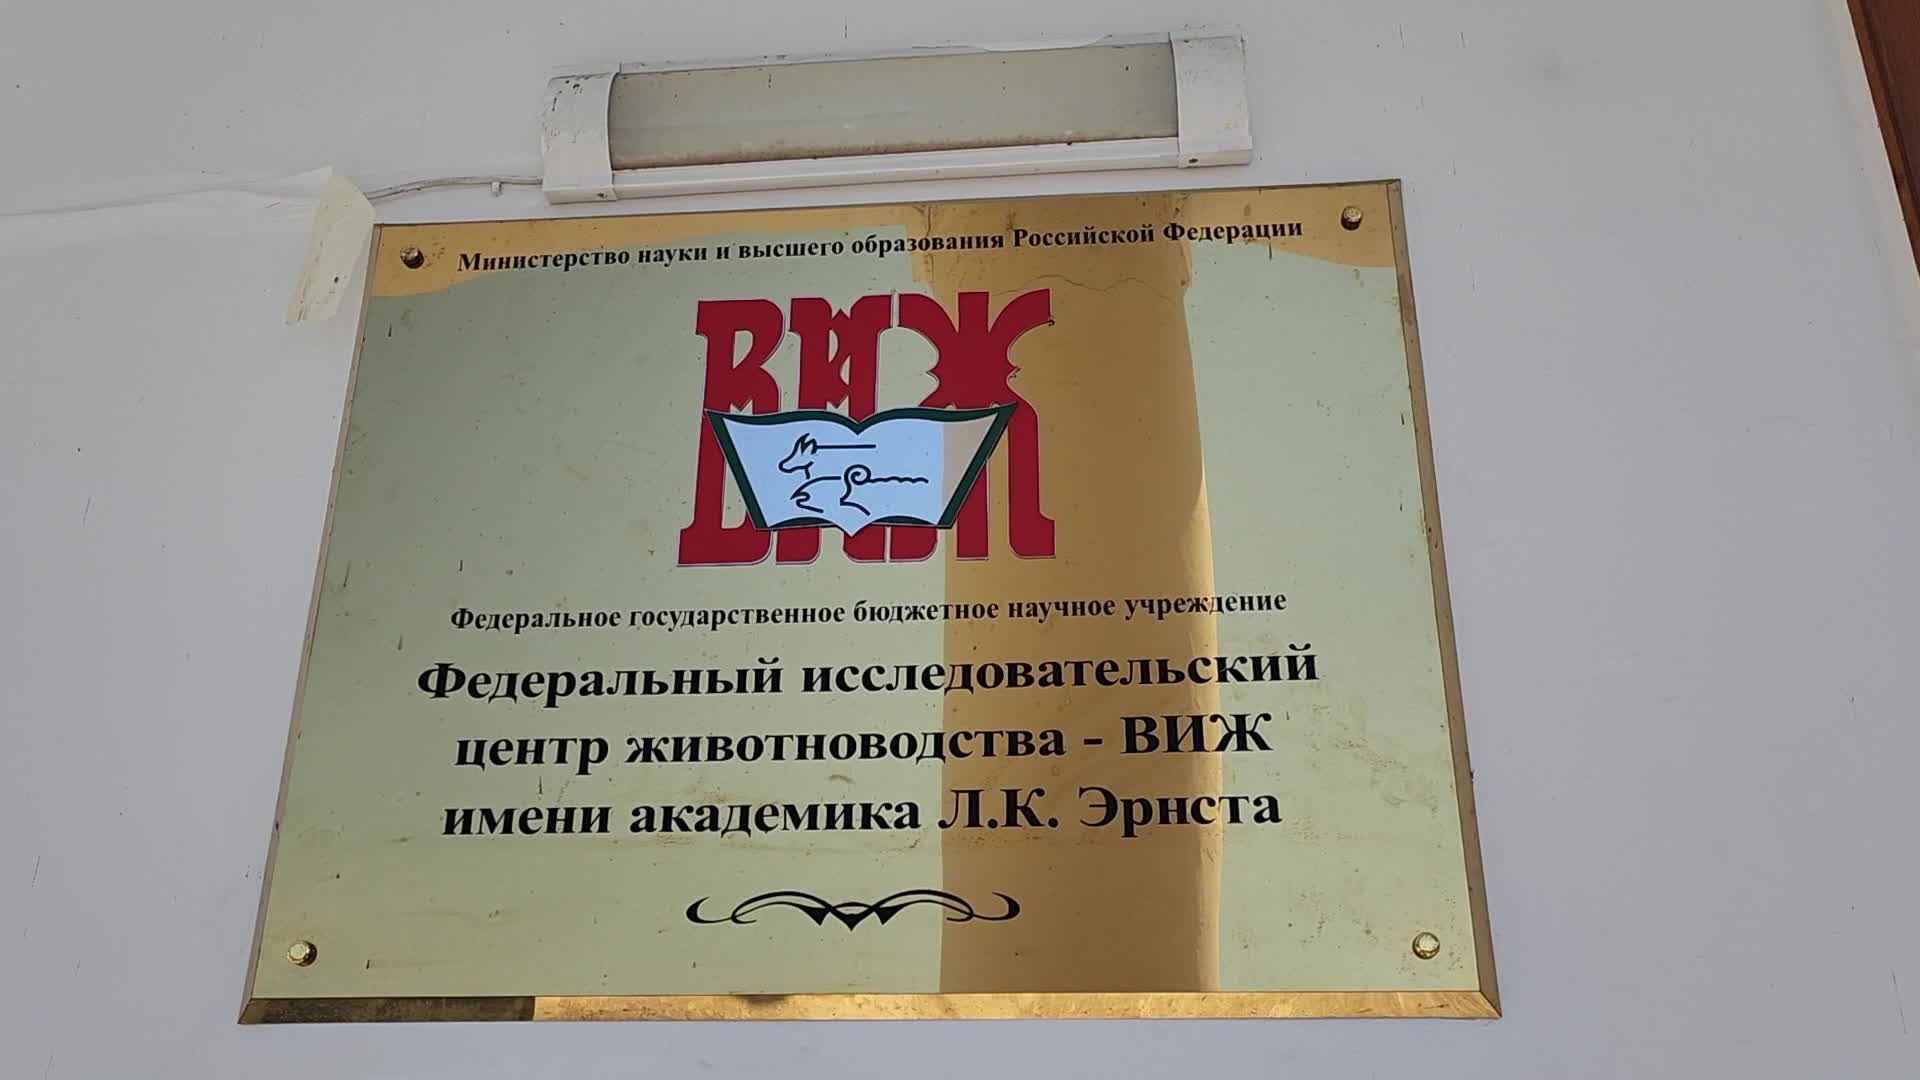 Министерство науки и высшего образования Российской Федерации
ВИЖ
Федеральное государственное бюджетное научное учреждение
Федеральный исследовательский
центр животноводства - ВИЖ
имени академика Л.К. Эрнста